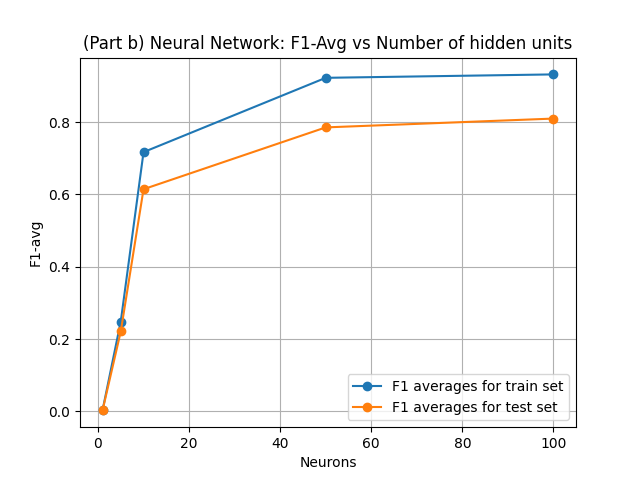 (Part b) Neural Network: F1-Avg vs Number of hidden units
F1-avg
0.8
0.6
0.4
0.2
0.0
F1 averages for train set
F1 averages for test set
0 20 40 60 80 100
Neurons